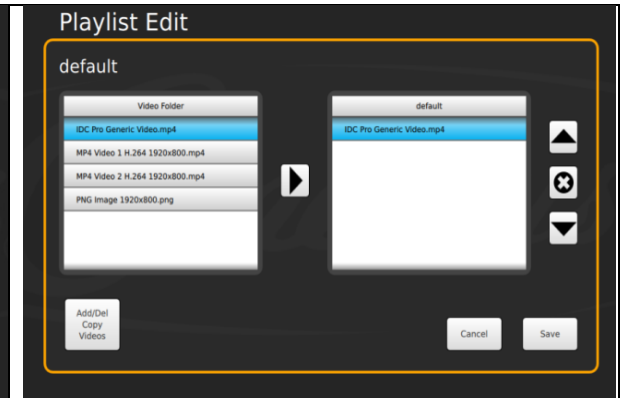 Playlist Edit
default
Video Folder
IDC Pro Generic Video.mp4
MP4 Video 1 H.264 1920x800.mp4
MP4 Video 2 H.264 1920x800.mp4
PNG Image 1920x800.png
default
IDC Pro Generic Video.mp4
Add/Del
Copy
Videos
Cancel
Save